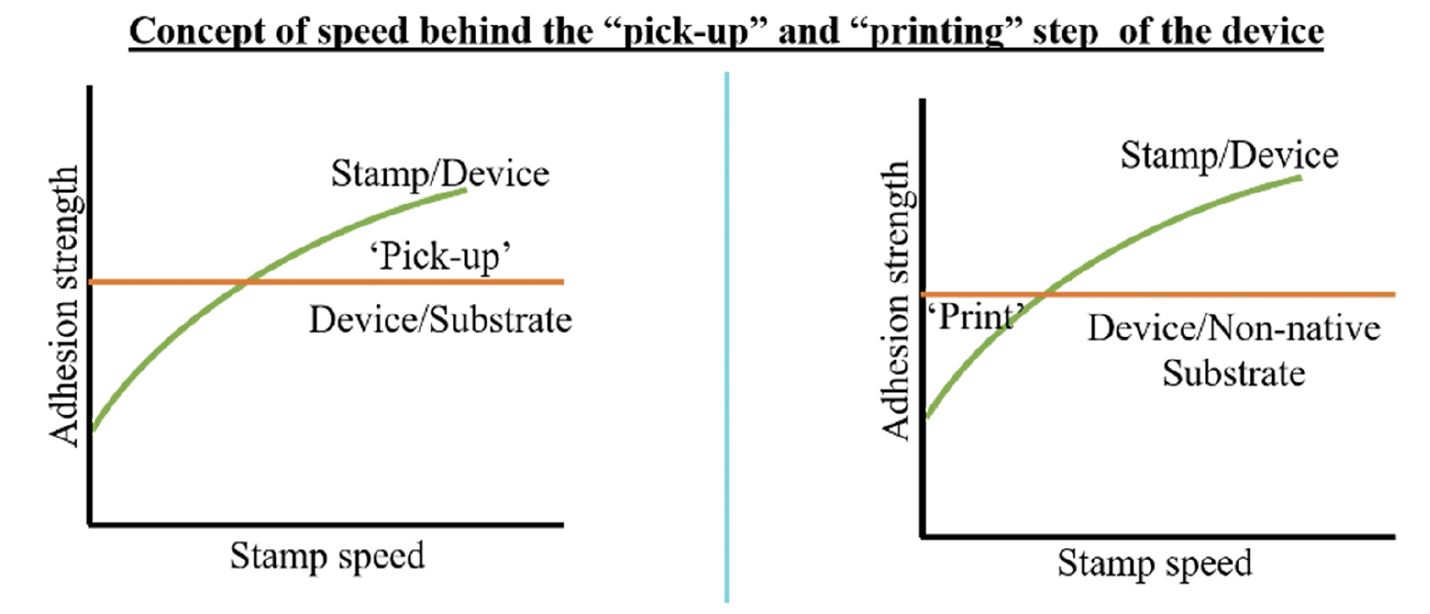 Concept of speed behind the “pick-up” and “printing” step of the device
Adhesion strength
Stamp/Device
‘Pick-up’
Device/Substrate
Stamp speed
Adhesion strength
Stamp/Device
‘Print’
Device/Non-native
Substrate
Stamp speed